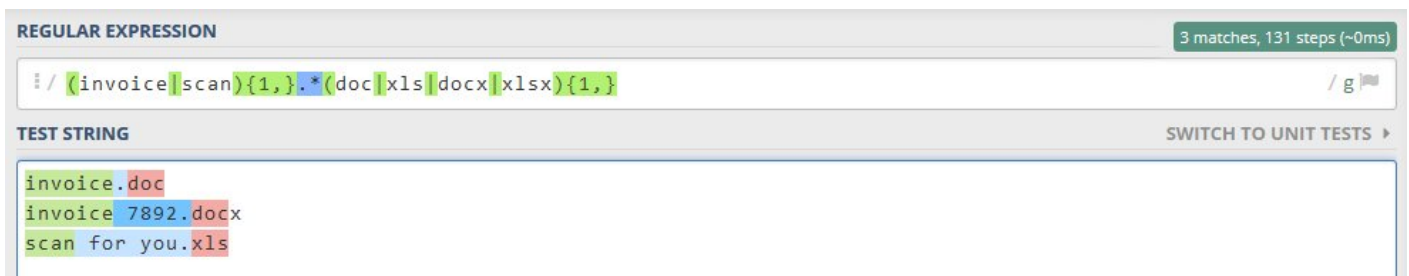 REGULAR EXPRESSION
3 matches, 131 steps (~0ms)
/ (invoice|scan){1,}.*(doc|xls|docx|xlsx){1,} / g
TEST STRING
SWITCH TO UNIT TESTS
invoice.doc
invoice 7892.docx
scan for you.xls